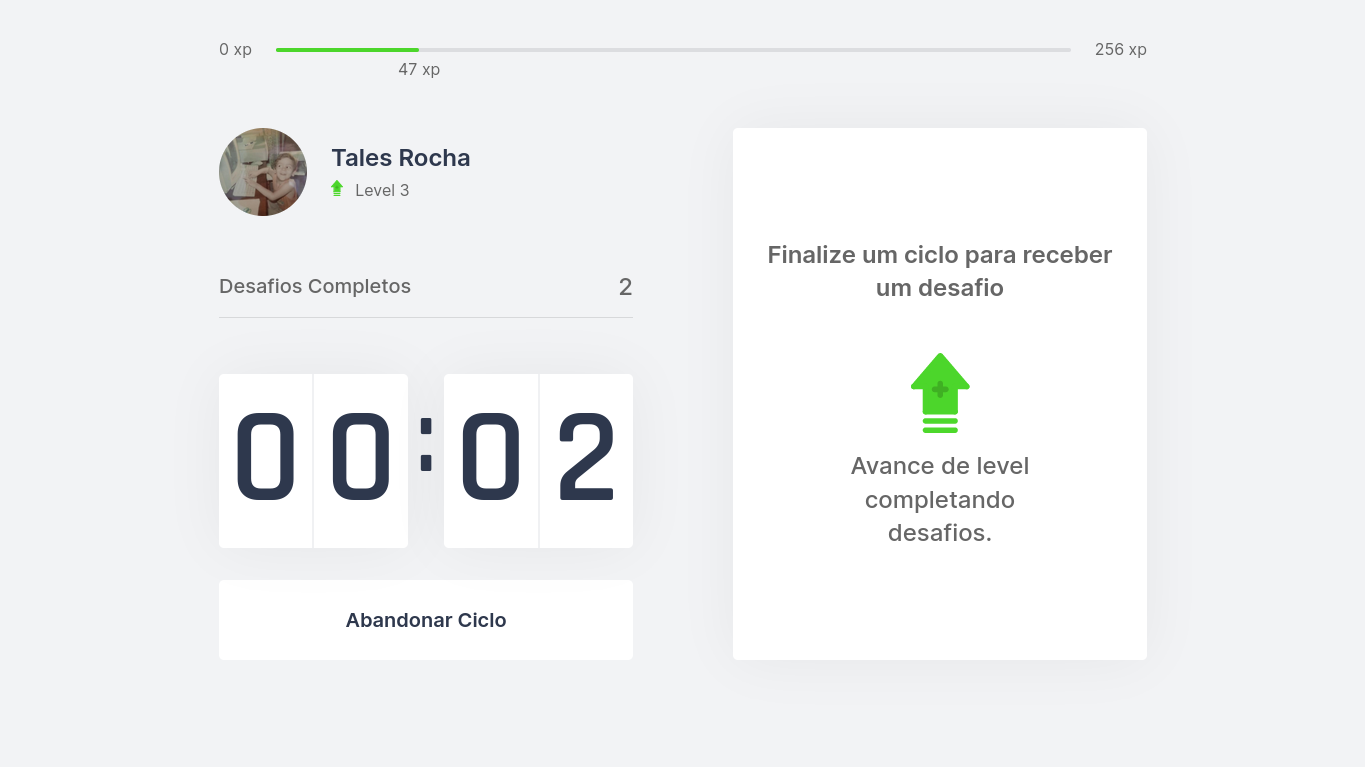 0 xp
256 xp
47 xp
Tales Rocha
Level 3
Desafios Completos
2
00:02
Abandonar Ciclo
Finalize um ciclo para receber
um desafio
Avance de level
completando
desafios.